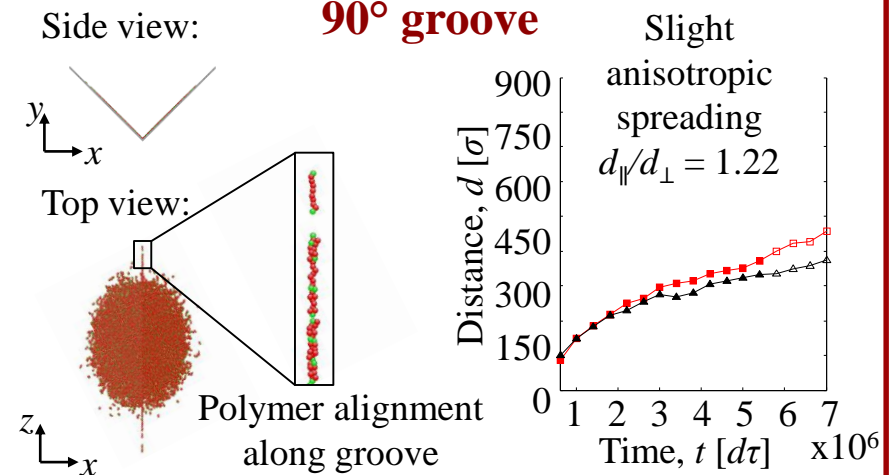 90° groove
Side view:
y
x
Top view:
z
x
Polymer alignment
along groove
Slight
anisotropic
spreading
d∥/d⊥ = 1.22
Distance, d [σ]
900
750
600
450
300
150
0
1 2 3 4 5 6 7
Time, t [dτ] x10⁶